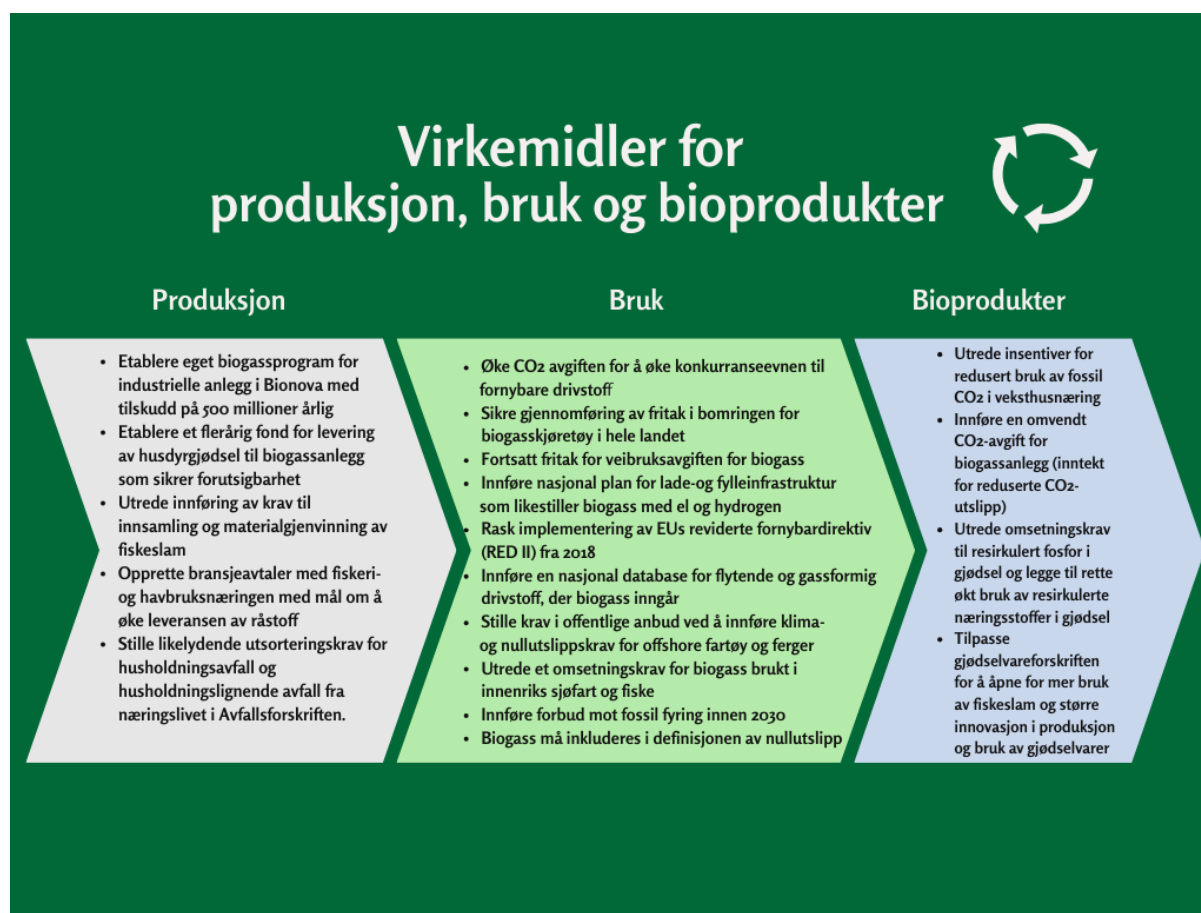 Virkemidler for
produksjon, bruk og bioprodukter
Produksjon
• Etablere eget biogassprogram for
industrielle anlegg i Bionova med
tilskudd på 500 millioner årlig
• Etablere et flerårig fond for levering
av husdyrgjødsel til biogassanlegg
som sikrer forutsigbarhet
• Utrede innføring av krav til
innsamling og materialgjenvinning av
fiskeslam
• Opprette bransjeavtaler med fiskeri-
og havbruksnæringen med mål om å
øke leveransen av råstoff
• Stille likelydende utsorteringskrav for
husholdningsavfall og
husholdningslignende avfall fra
næringslivet i Avfallsforskriften.
Bruk
• Øke CO2 avgiften for å øke konkurranseevnen til
fornybare drivstoff
• Sikre gjennomføring av fritak i bomringen for
biogasskjøretøy i hele landet
• Fortsatt fritak for veibruksavgiften for biogass
• Innføre nasjonal plan for lade-og fylleinfrastruktur
som likestiller biogass med el og hydrogen
• Rask implementering av EUs reviderte fornybardirektiv
(RED II) fra 2018
• Innføre en nasjonal database for flytende og gassformig
drivstoff, der biogass inngår
• Stille krav i offentlige anbud ved å innføre klima-
og nullutslippskrav for offshore fartøy og ferger
• Utrede et omsetningskrav for biogass brukt i
innenriks sjøfart og fiske
• Innføre forbud mot fossil fyring innen 2030
• Biogass må inkluderes i definisjonen av nullutslipp
Bioprodukter
• Utrede insentiver for
redusert bruk av fossil
CO2 i veksthusnæring
• Innføre en omvendt
CO2-avgift for
biogassanlegg (inntekt
for reduserte CO2-
utslipp)
• Utrede omsetningskrav
til resirkulert fosfor i
gjødsel og legge til rette
økt bruk av resirkulerte
næringsstoffer i gjødsel
• Tilpasse
gjødselvareforskriften
for å åpne for mer bruk
av fiskeslam og større
innovasjon i produksjon
og bruk av gjødselvarer